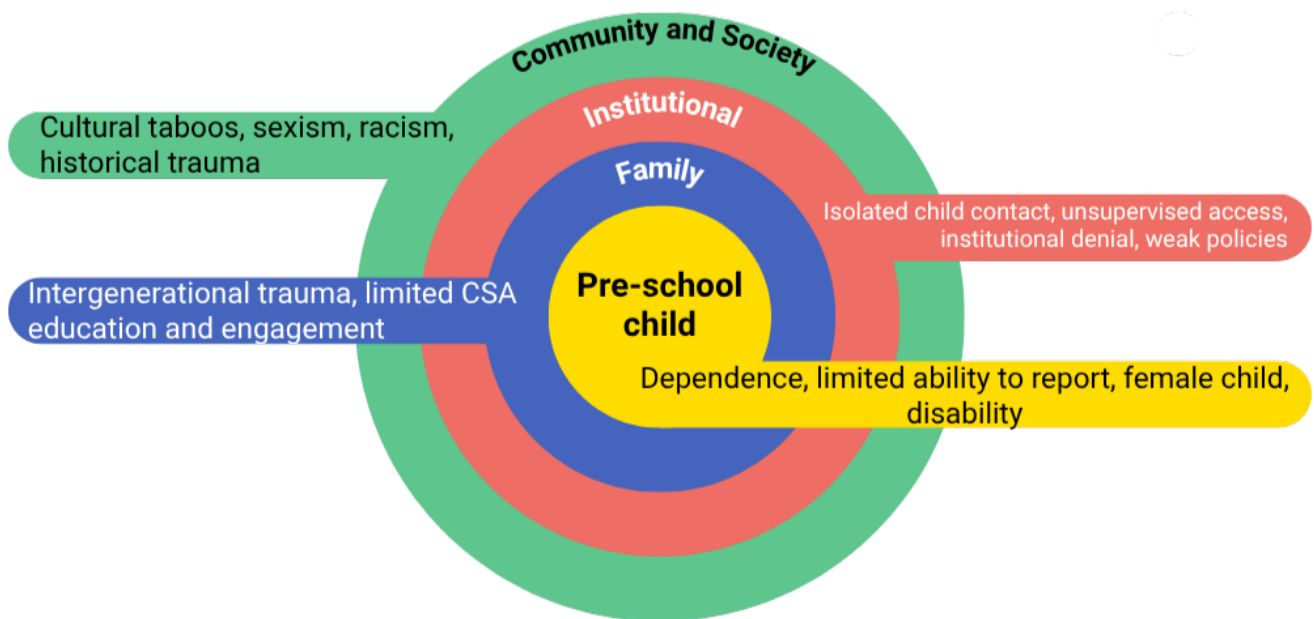 Community and Society
Institutional
Family
Cultural taboos, sexism, racism,
historical trauma
Isolated child contact, unsupervised access,
institutional denial, weak policies
Pre-school
child
Intergenerational trauma, limited CSA
education and engagement
Dependence, limited ability to report, female child,
disability